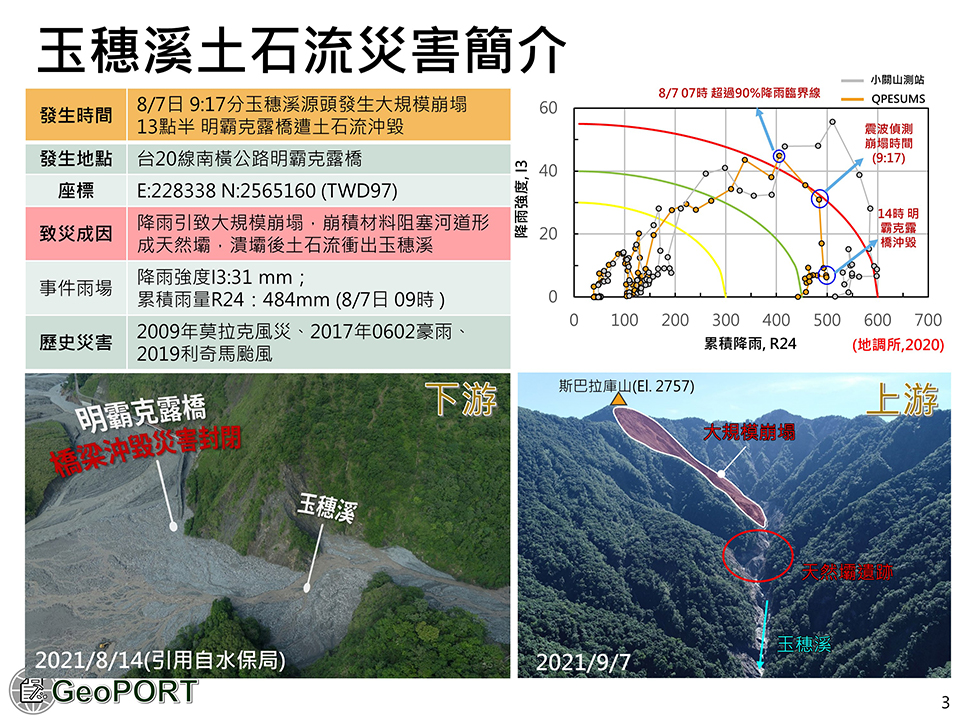 玉穗溪土石流災害簡介
發生時間
8/7日 9:17分玉穗溪源頭發生大規模崩塌
13點半 明霸克露橋遭土石流沖毀
發生地點
台20線南橫公路明霸克露橋
座標
E:228338 N:2565160 (TWD97)
致災成因
降雨引致大規模崩塌，崩積材料阻塞河道形
成天然壩，潰壩後土石流衝出玉穗溪
事件雨場
降雨強度I3:31 mm；
累積雨量R24：484mm (8/7日 09時 )
歷史災害
2009年莫拉克風災、2017年0602豪雨、
2019利奇馬颱風
小關山測站
QPESUMS
8/7 07時 超過90%降雨臨界線
震波偵測
崩塌時間
(9:17)
14時 明
霸克露
橋沖毀
降雨強度, I3
60
40
20
0
0 100 200 300 400 500 600 700
累積降雨, R24
(地調所,2020)
下游
明霸克露橋
橋梁沖毀災害封閉
玉穗溪
2021/8/14(引用自水保局)
斯巴拉庫山(El. 2757)
上游
大規模崩塌
天然壩遺跡
玉穗溪
2021/9/7
GeoPORT
3